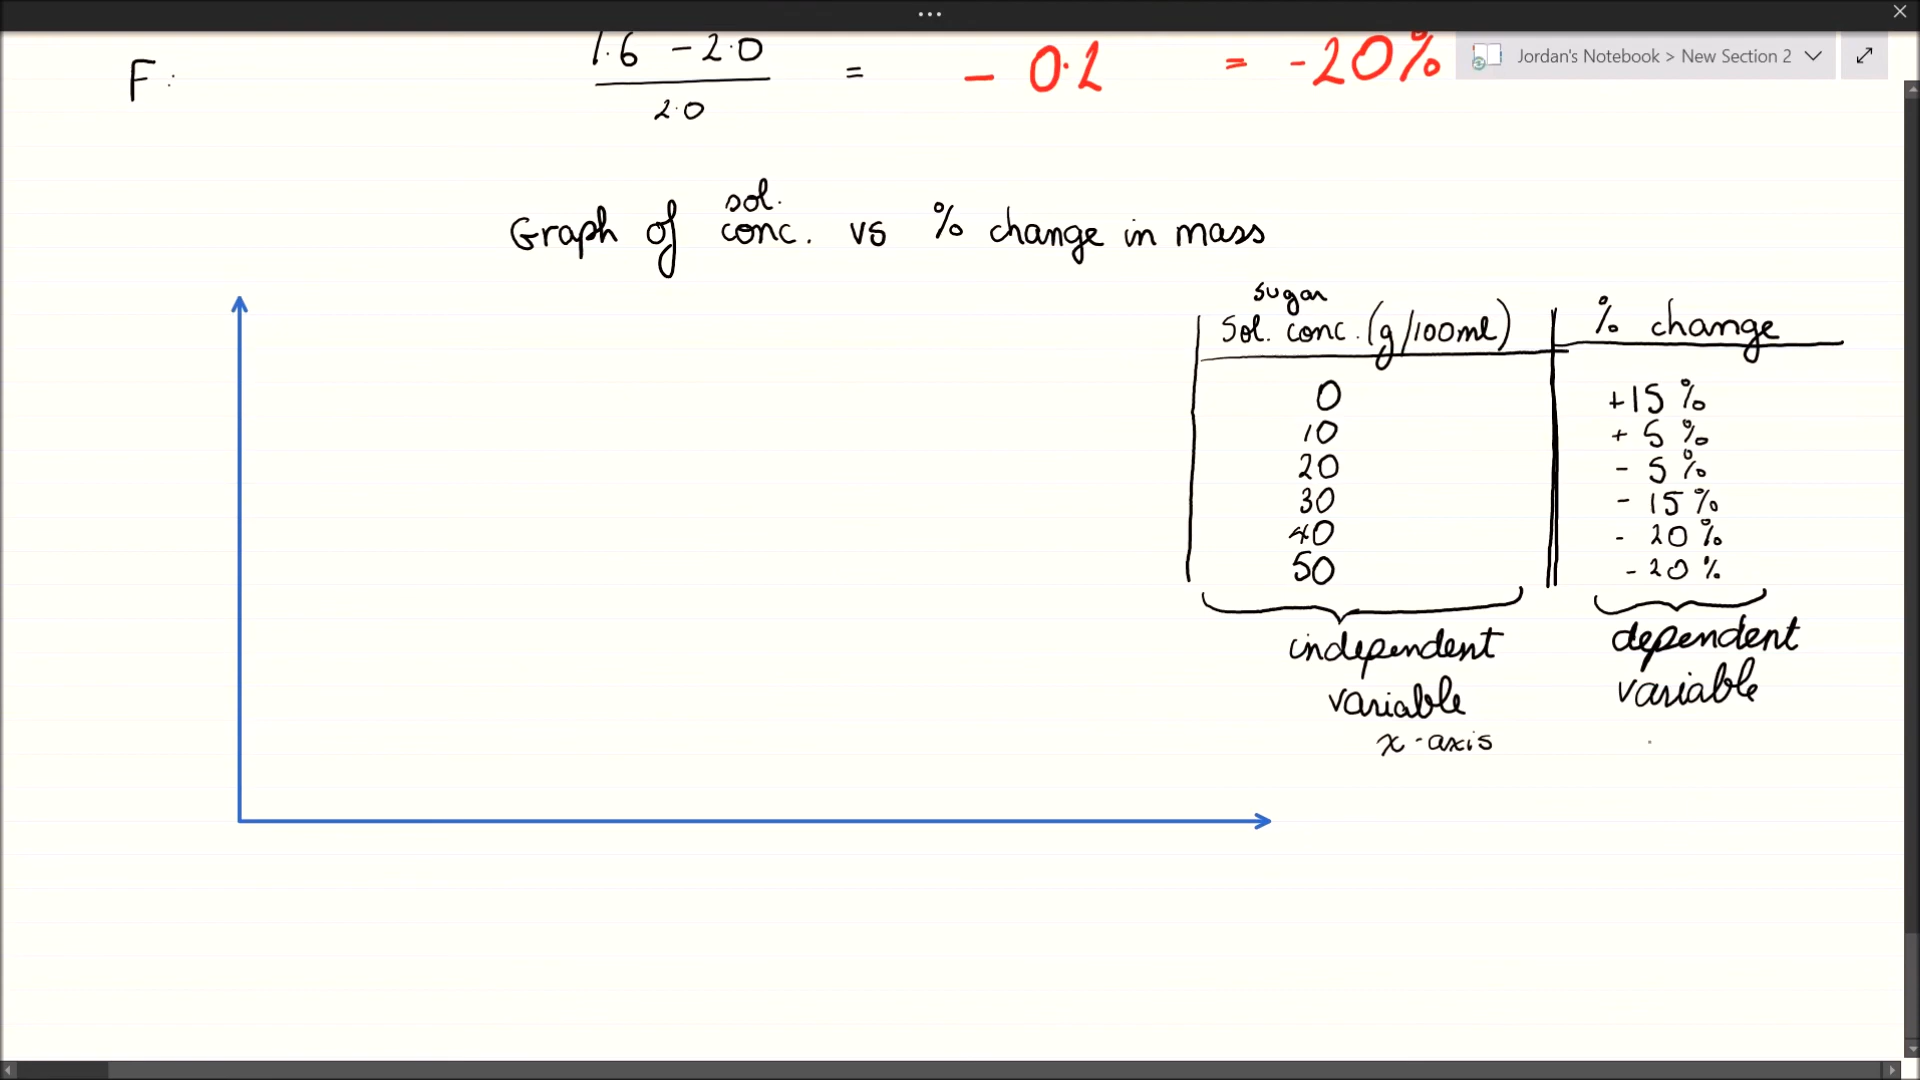 Jordan's Notebook > New Section 2
1.6 - 2.0
F: = - 0.2 = -20%
2.0
sol.
Graph of conc. vs % change in mass
sugar
Sol. conc. (g/100ml) % change
0 +15 %
10 + 5 %
20 - 5 %
30 - 15 %
40 - 20 %
50 - 20 %
independent dependent
variable variable
x-axis